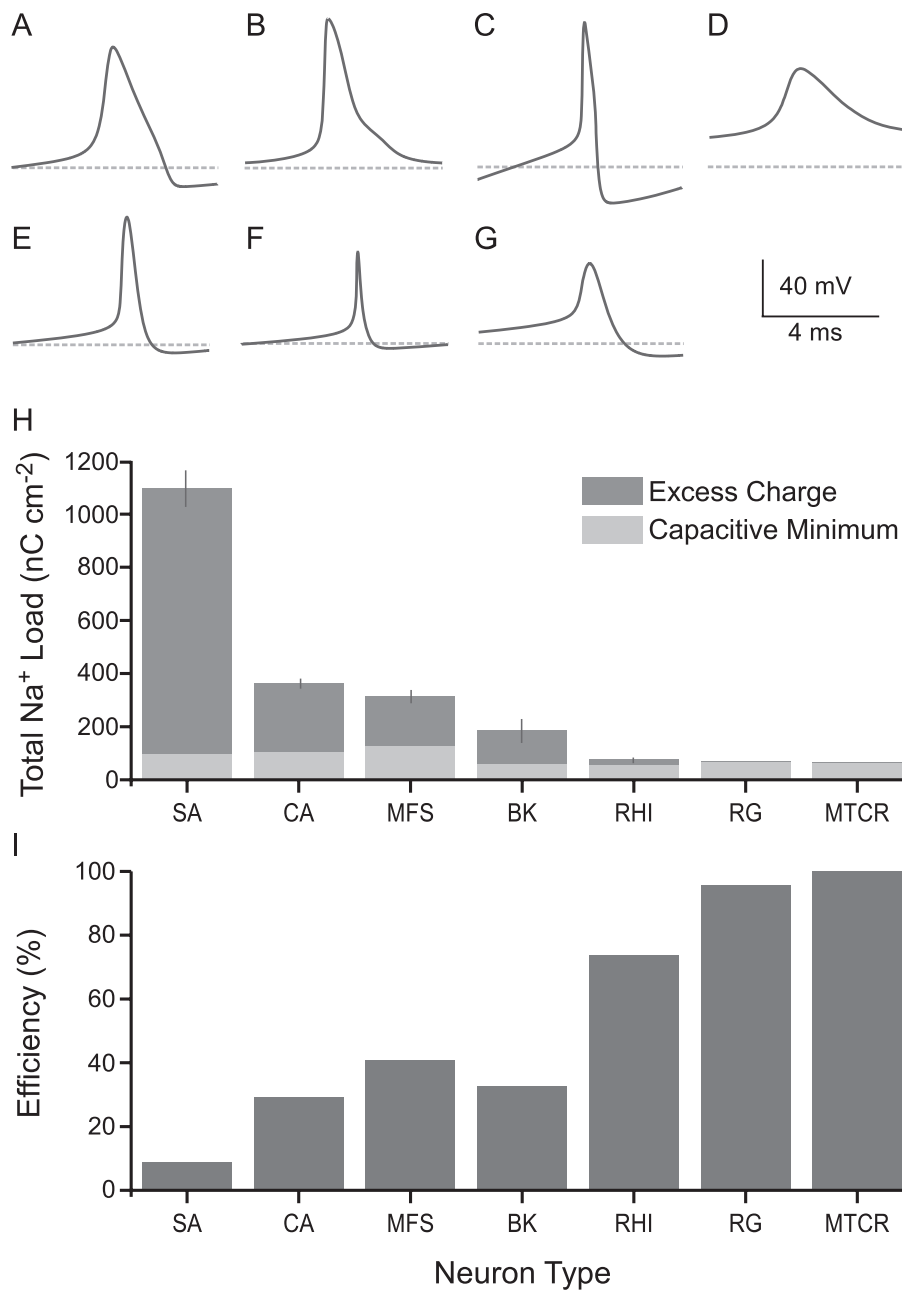 A B C D
E F G
40 mV
4 ms
H
Total Na+ Load (nC cm-2)
1200
1000
800
600
400
200
0
Excess Charge
Capacitive Minimum
SA CA MFS BK RHI RG MTCR
I
Efficiency (%)
100
80
60
40
20
0
SA CA MFS BK RHI RG MTCR
Neuron Type